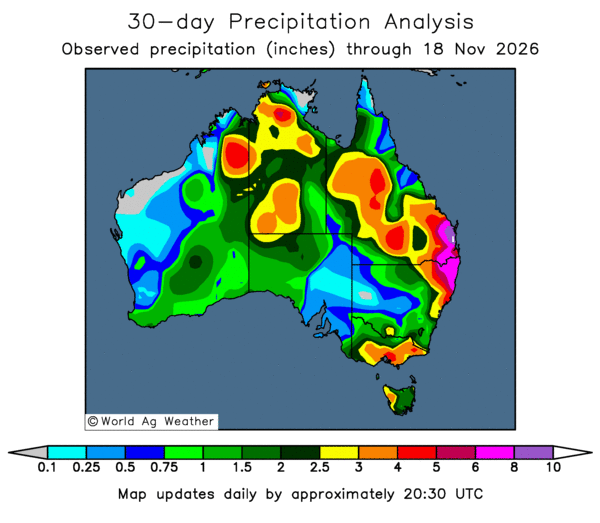 30-day Precipitation Analysis
Observed precipitation (inches) through 18 Nov 2026
© World Ag Weather
0.1 0.25 0.5 0.75 1 1.5 2 2.5 3 4 5 6 8 10
Map updates daily by approximately 20:30 UTC